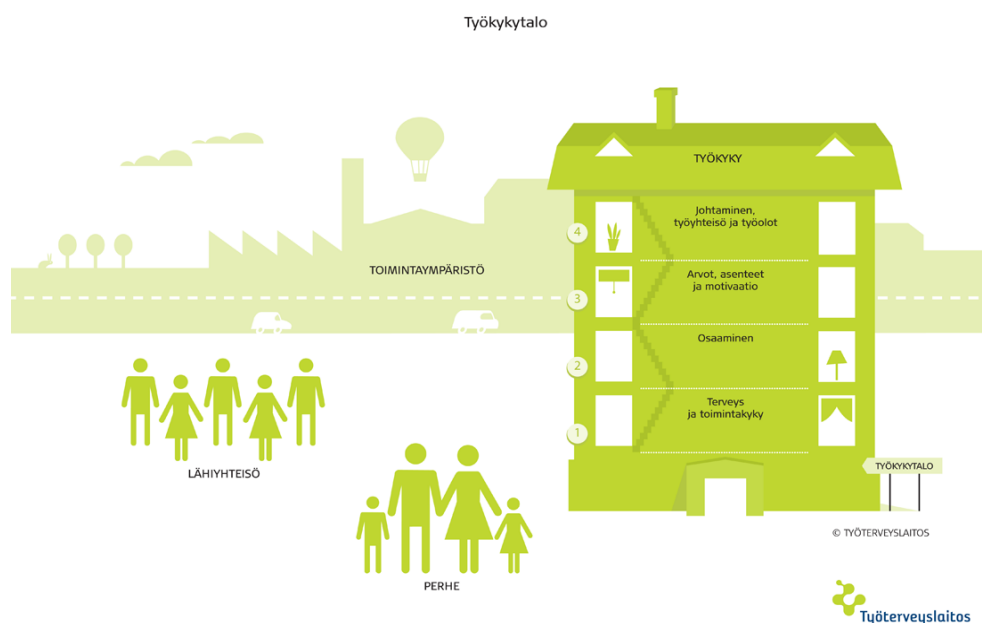 Työkykytalo
TYÖKYKY
4
Johtaminen,
työyhteisö ja työolot
TOIMINTAYMPÄRISTÖ
3
Arvot, asenteet
ja motivaatio
2
Osaaminen
1
Terveys
ja toimintakyky
LÄHIYHTEISÖ
TYÖKYKYTALO
© TYÖTERVEYSLAITOS
PERHE
Työterveyslaitos